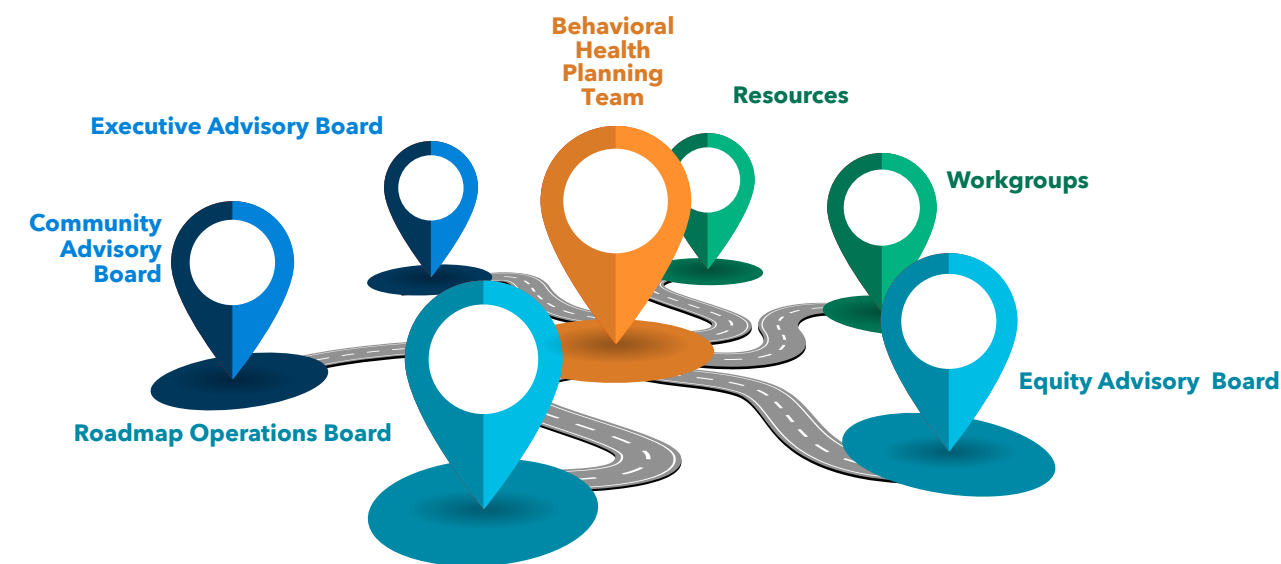 Behavioral
Health
Planning
Team
Resources
Executive Advisory Board
Workgroups
Community
Advisory
Board
Equity Advisory  Board
Roadmap Operations Board